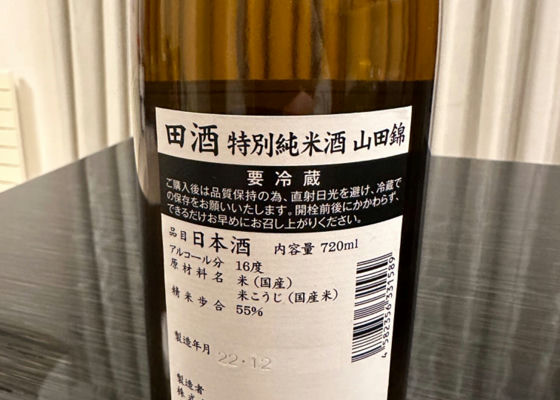 田酒 特別純米酒 山田錦
要冷蔵
ご購入後は品質保持の為、直射日光を避け、冷蔵で
の保存をお願いいたします。開栓前後にかかわらず、
できるだけお早めにお召し上がりください。
品目 日本酒 内容量 720ml
アルコール分 16度
原材料名 米(国産)
米こうじ(国産米)
精米歩合 55%
製造年月 22・12
製造者
株式
4 582356 331589